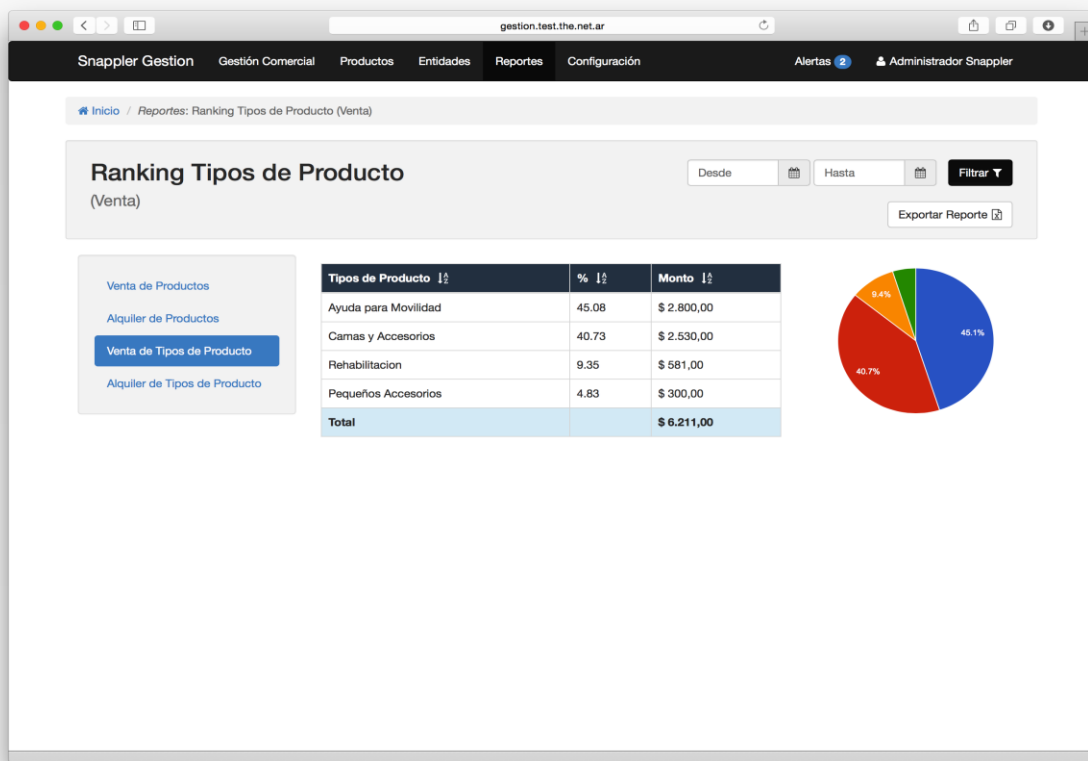 gestion.test.the.net.ar
Snappler Gestion Gestión Comercial Productos Entidades Reportes Configuración Alertas 2 Administrador Snappler
Inicio / Reportes: Ranking Tipos de Producto (Venta)
Ranking Tipos de Producto
(Venta)
Desde Hasta Filtrar
Exportar Reporte
Venta de Productos
Alquiler de Productos
Venta de Tipos de Producto
Alquiler de Tipos de Producto
Tipos de Producto % Monto
Ayuda para Movilidad 45.08 $ 2.800,00
Camas y Accesorios 40.73 $ 2.530,00
Rehabilitacion 9.35 $ 581,00
Pequeños Accesorios 4.83 $ 300,00
Total $ 6.211,00
9.4%
45.1%
40.7%